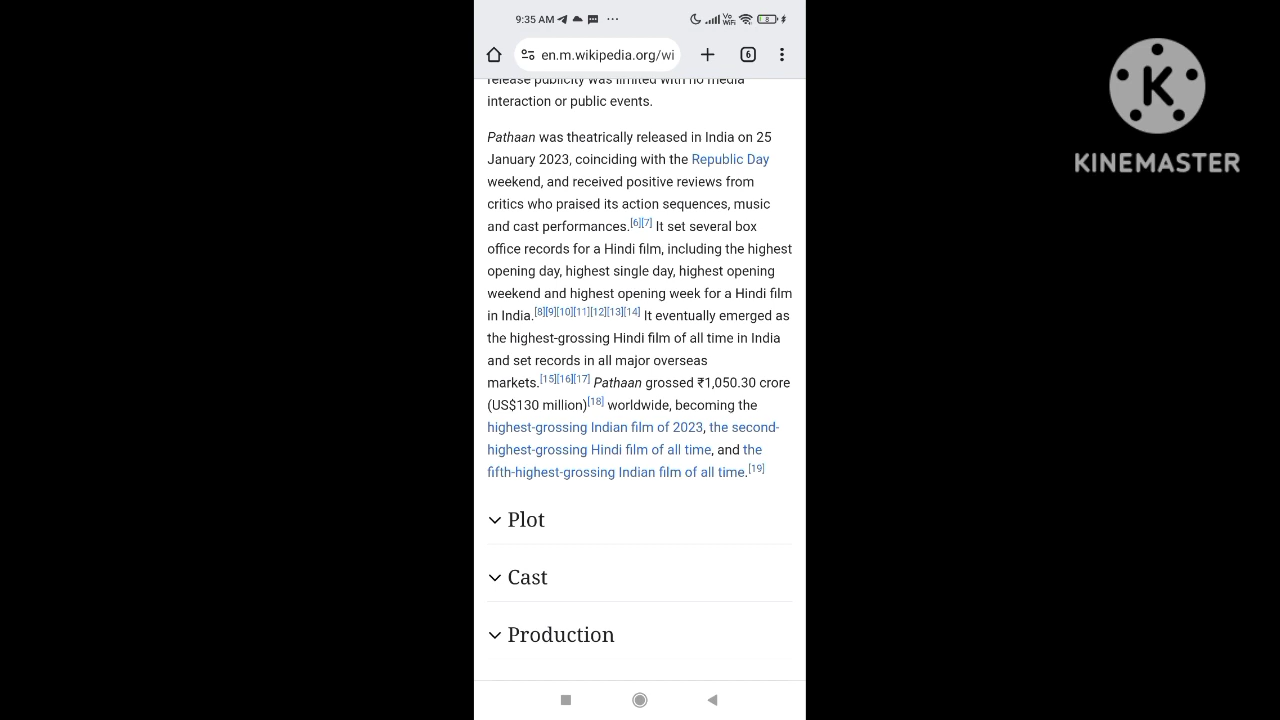 9:35 AM
Vo WiFi
8
en.m.wikipedia.org/wi
6
release publicity was limited with no media
interaction or public events.
Pathaan was theatrically released in India on 25
January 2023, coinciding with the Republic Day
weekend, and received positive reviews from
critics who praised its action sequences, music
and cast performances.[6][7] It set several box
office records for a Hindi film, including the highest
opening day, highest single day, highest opening
weekend and highest opening week for a Hindi film
in India.[8][9][10][11][12][13][14] It eventually emerged as
the highest-grossing Hindi film of all time in India
and set records in all major overseas
markets.[15][16][17] Pathaan grossed ₹1,050.30 crore
(US$130 million)[18] worldwide, becoming the
highest-grossing Indian film of 2023, the second-
highest-grossing Hindi film of all time, and the
fifth-highest-grossing Indian film of all time.[19]
Plot
Cast
Production
K
KINEMASTER